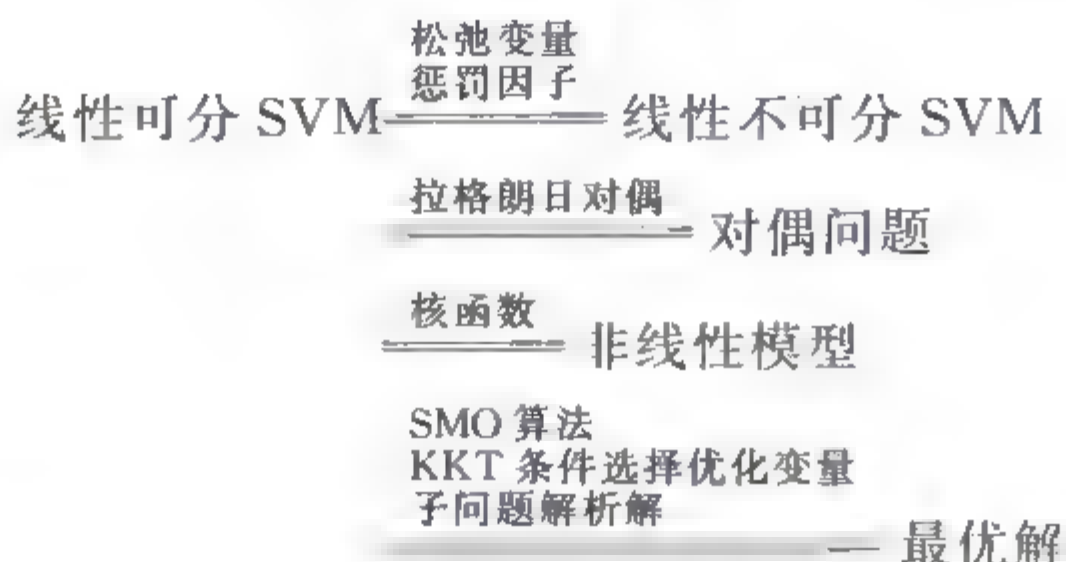 松弛变量
惩罚因子
线性可分 SVM 线性不可分 SVM
拉格朗日对偶
对偶问题
核函数
非线性模型
SMO 算法
KKT 条件选择优化变量
子问题解析解
最优解